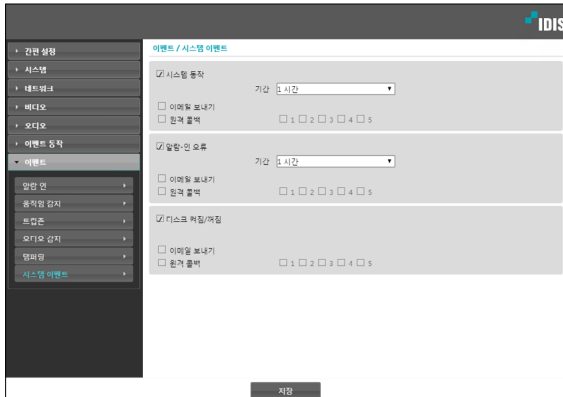 IDIS
간편 설정
시스템
네트워크
비디오
오디오
이벤트 동작
이벤트
알람 인
움직임 감지
트립존
오디오 감지
탬퍼링
시스템 이벤트
이벤트 / 시스템 이벤트
시스템 동작
기간 1 시간
이메일 보내기
원격 콜백 1 2 3 4 5
알람-인 오류
기간 1 시간
이메일 보내기
원격 콜백 1 2 3 4 5
디스크 켜짐/꺼짐
이메일 보내기
원격 콜백 1 2 3 4 5
저장